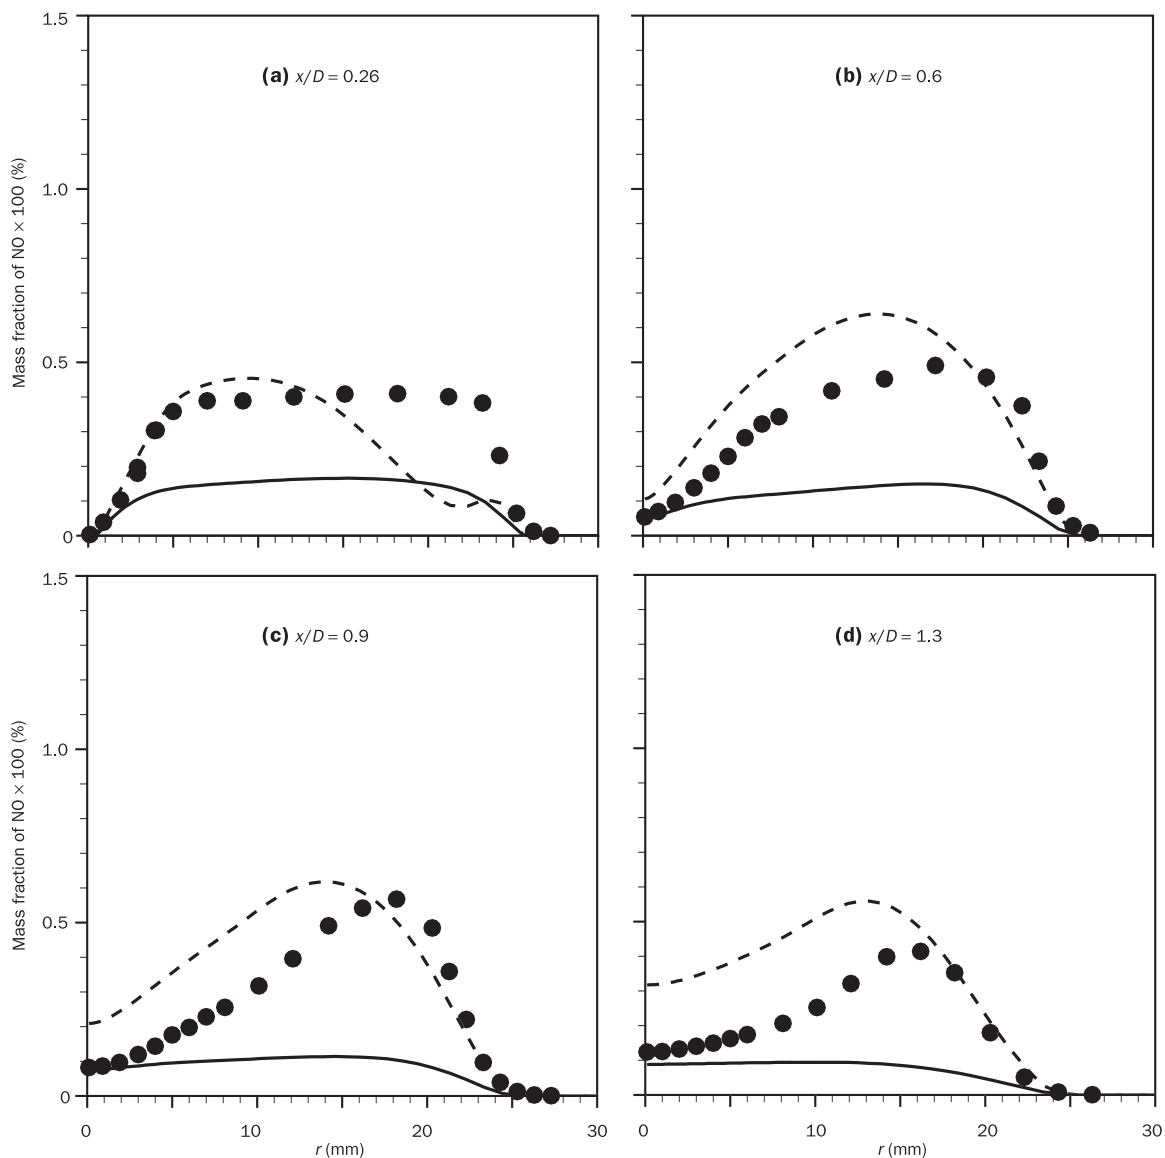 1.5
(a) x/D = 0.26
(b) x/D = 0.6
1.0
Mass fraction of NO × 100 (%)
0.5
0
1.5
(c) x/D = 0.9
(d) x/D = 1.3
1.0
Mass fraction of NO × 100 (%)
0.5
0
0 10 20 30
r (mm)
0 10 20 30
r (mm)